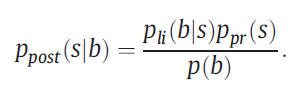 p_post(s|b) = p_li(b|s)p_pr(s) / p(b) .